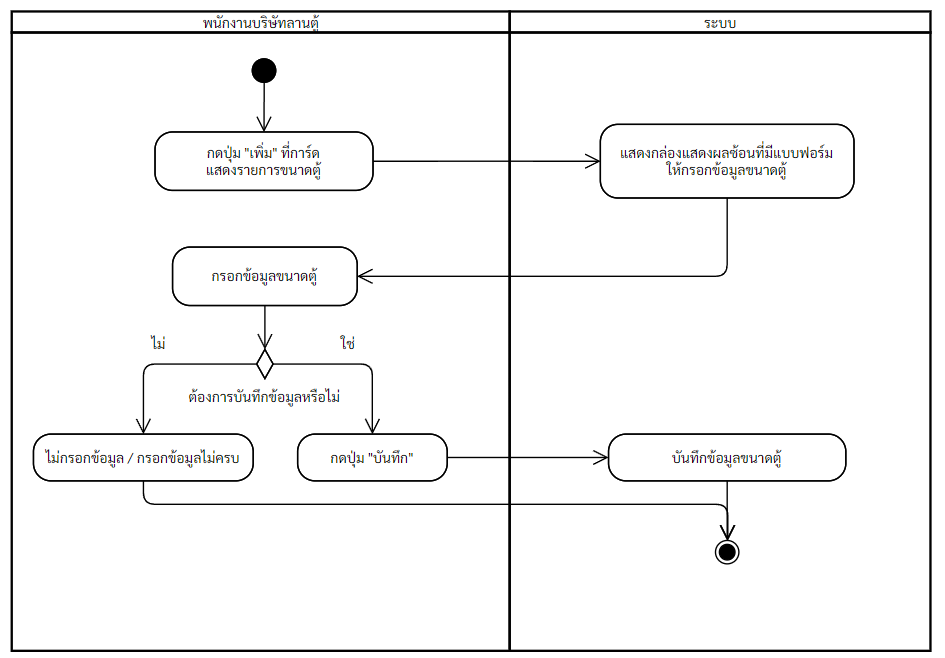 พนักงานบริษัทลานตู้
ระบบ
กดปุ่ม "เพิ่ม" ที่การ์ด
แสดงรายการขนาดตู้
แสดงกล่องแสดงผลซ้อนที่มีแบบฟอร์ม
ให้กรอกข้อมูลขนาดตู้
กรอกข้อมูลขนาดตู้
ไม่
ใช่
ต้องการบันทึกข้อมูลหรือไม่
ไม่กรอกข้อมูล / กรอกข้อมูลไม่ครบ
กดปุ่ม "บันทึก"
บันทึกข้อมูลขนาดตู้